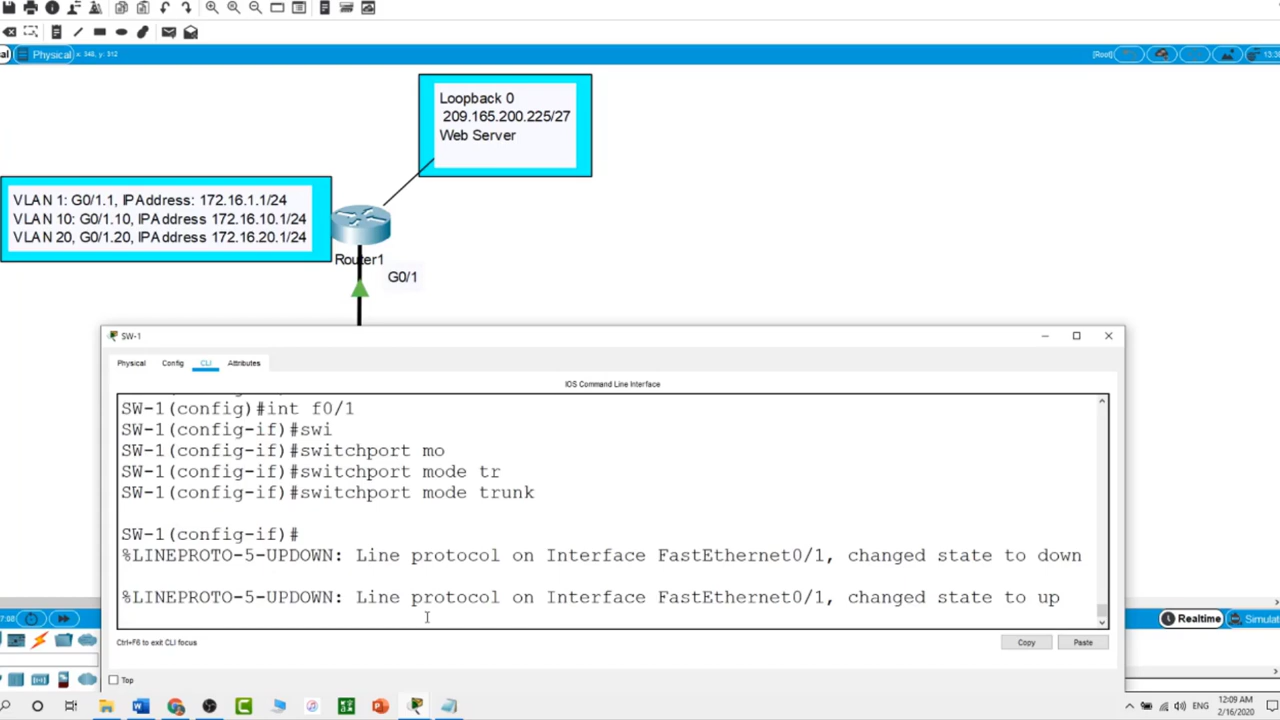 Physical x: 348, y: 312
[Root]
Loopback 0
209.165.200.225/27
Web Server
VLAN 1: G0/1.1, IPAddress: 172.16.1.1/24
VLAN 10: G0/1.10, IPAddress 172.16.10.1/24
VLAN 20, G0/1.20, IPAddress 172.16.20.1/24
Router1
G0/1
SW-1
Physical Config CLI Attributes
IOS Command Line Interface
SW-1(config)#int f0/1
SW-1(config-if)#swi
SW-1(config-if)#switchport mo
SW-1(config-if)#switchport mode tr
SW-1(config-if)#switchport mode trunk
SW-1(config-if)#
%LINEPROTO-5-UPDOWN: Line protocol on Interface FastEthernet0/1, changed state to down
%LINEPROTO-5-UPDOWN: Line protocol on Interface FastEthernet0/1, changed state to up
Ctrl+F6 to exit CLI focus
Copy Paste
Top
Realtime Simulat
ENG
12:09 AM
2/16/2020